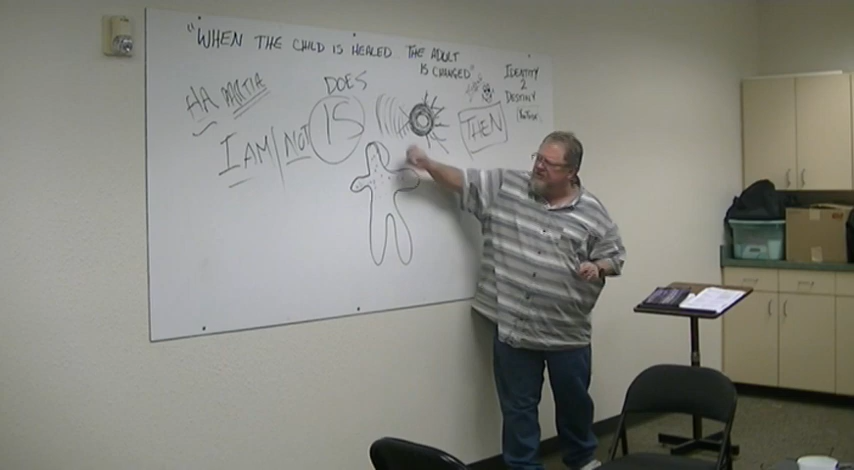 "WHEN THE CHILD IS HEALED... THE ADULT
IS CHANGED"
IDENTITY
2
DESTINY
(YouTube
HA MARTIA
DOES
I AM/NOT
IS
THEN